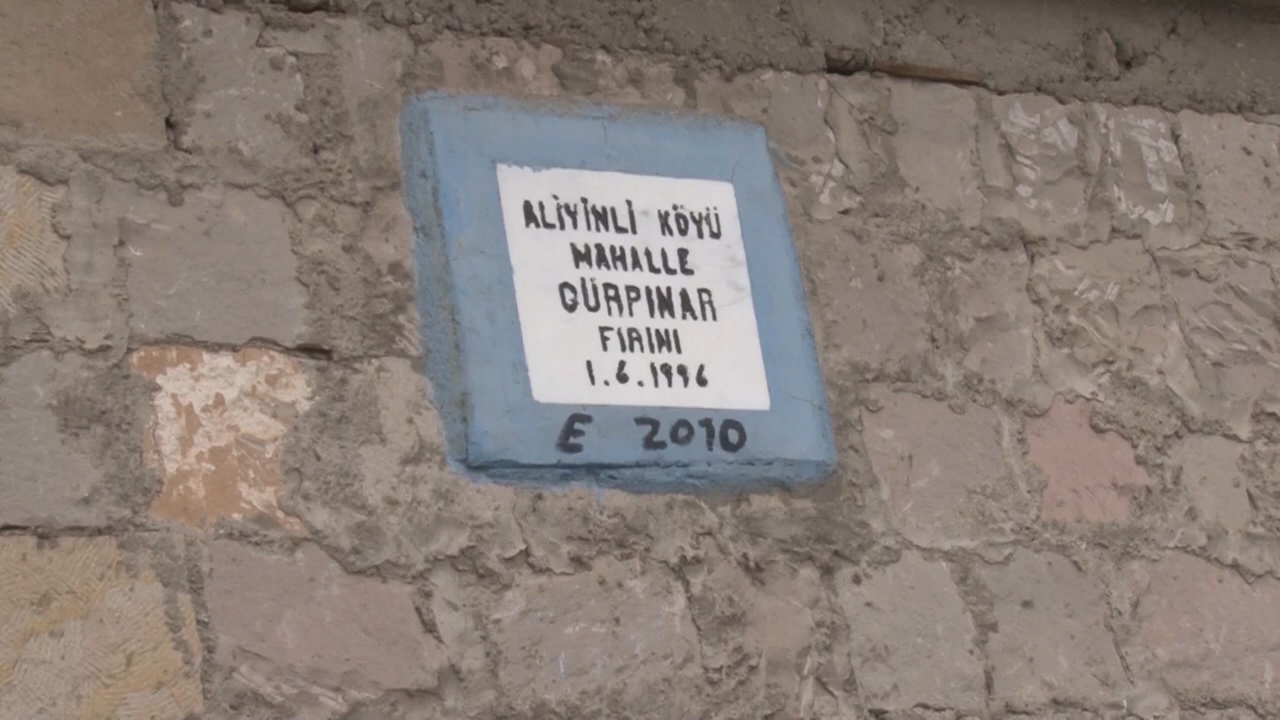 ALİYİNLİ KÖYÜ
MAHALLE
GÜRPINAR
FIRINI
1.6.1996
E 2010